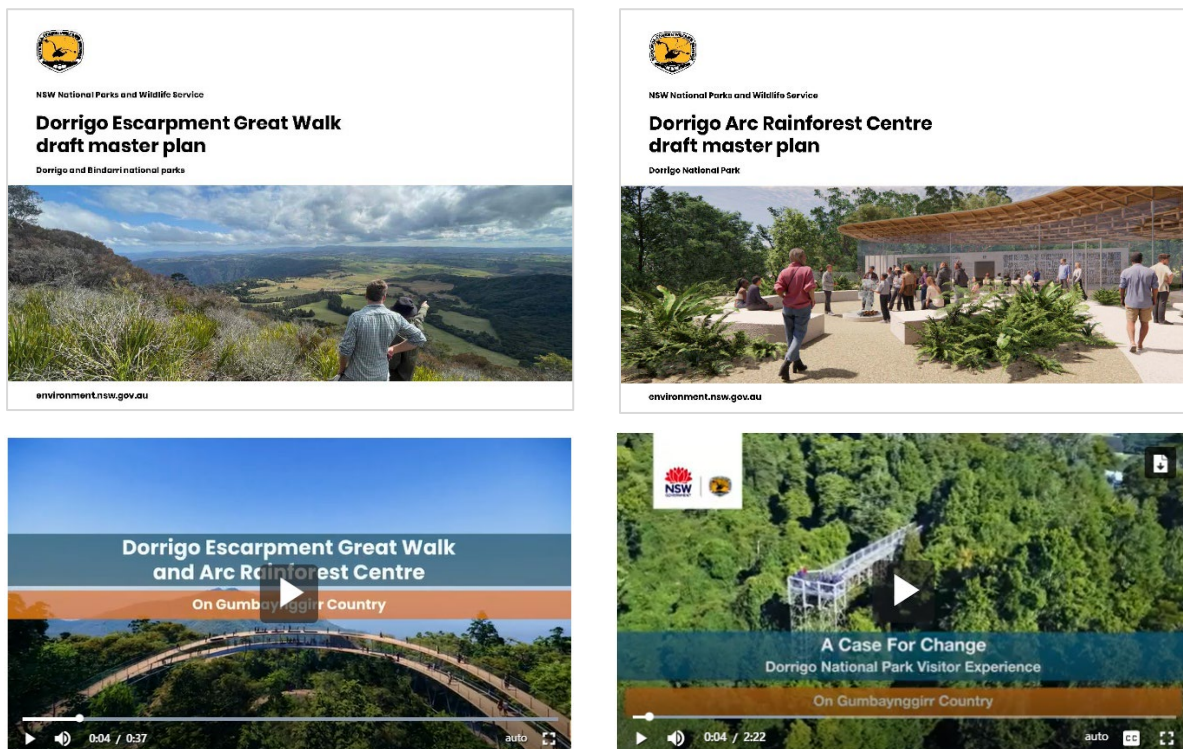 NSW National Parks and Wildlife Service
Dorrigo Escarpment Great Walk
draft master plan
Dorrigo and Bindarri national parks
environment.nsw.gov.au
NSW National Parks and Wildlife Service
Dorrigo Arc Rainforest Centre
draft master plan
Dorrigo National Park
environment.nsw.gov.au
Dorrigo Escarpment Great Walk
and Arc Rainforest Centre
On Gumbaynggirr Country
0:04 / 0:37
auto
NSW
GOVERNMENT
A Case For Change
Dorrigo National Park Visitor Experience
On Gumbaynggirr Country
0:04 / 2:22
auto
CC